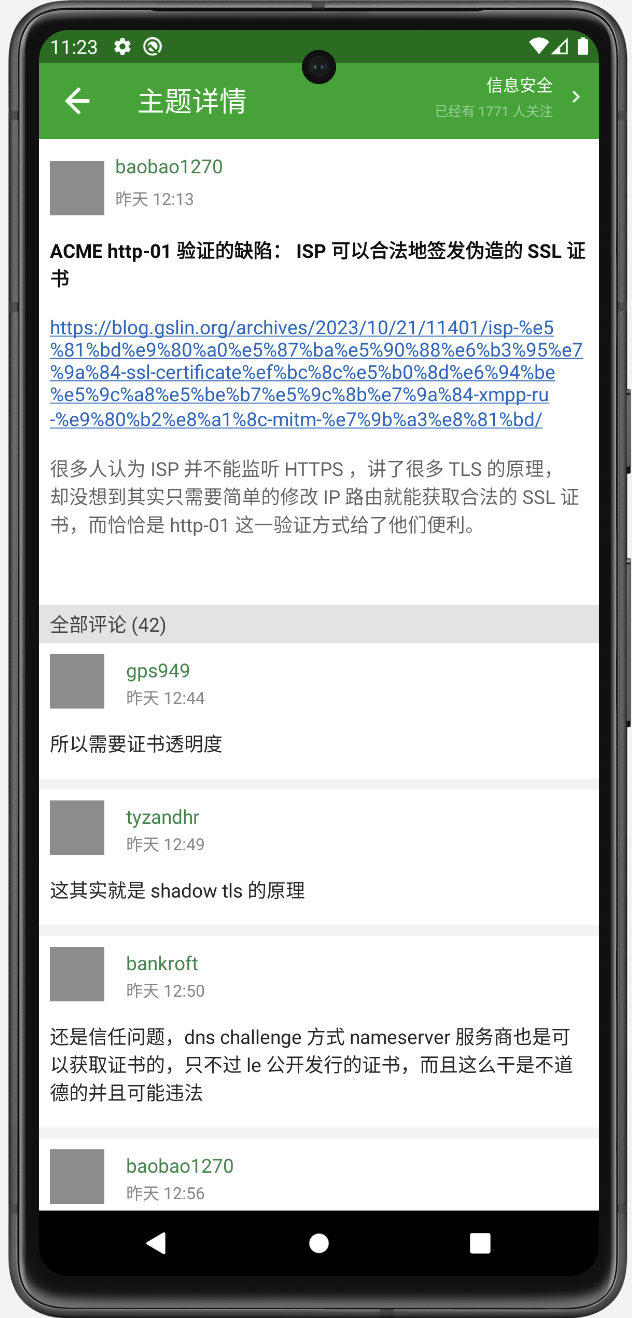 11:23
主题详情
信息安全
已经有 1771 人关注
baobao1270
昨天 12:13
ACME http-01 验证的缺陷： ISP 可以合法地签发伪造的 SSL 证
书
https://blog.gslin.org/archives/2023/10/21/11401/isp-%e5
%81%bd%e9%80%a0%e5%87%ba%e5%90%88%e6%b3%95%e7
%9a%84-ssl-certificate%ef%bc%8c%e5%b0%8d%e6%94%be
%e5%9c%a8%e5%be%b7%e5%9c%8b%e7%9a%84-xmpp-ru
-%e9%80%b2%e8%a1%8c-mitm-%e7%9b%a3%e8%81%bd/
很多人认为 ISP 并不能监听 HTTPS ，讲了很多 TLS 的原理，
却没想到其实只需要简单的修改 IP 路由就能获取合法的 SSL 证
书，而恰恰是 http-01 这一验证方式给了他们便利。
全部评论 (42)
gps949
昨天 12:44
所以需要证书透明度
tyzandhr
昨天 12:49
这其实就是 shadow tls 的原理
bankroft
昨天 12:50
还是信任问题，dns challenge 方式 nameserver 服务商也是可
以获取证书的，只不过 le 公开发行的证书，而且这么干是不道
德的并且可能违法
baobao1270
昨天 12:56